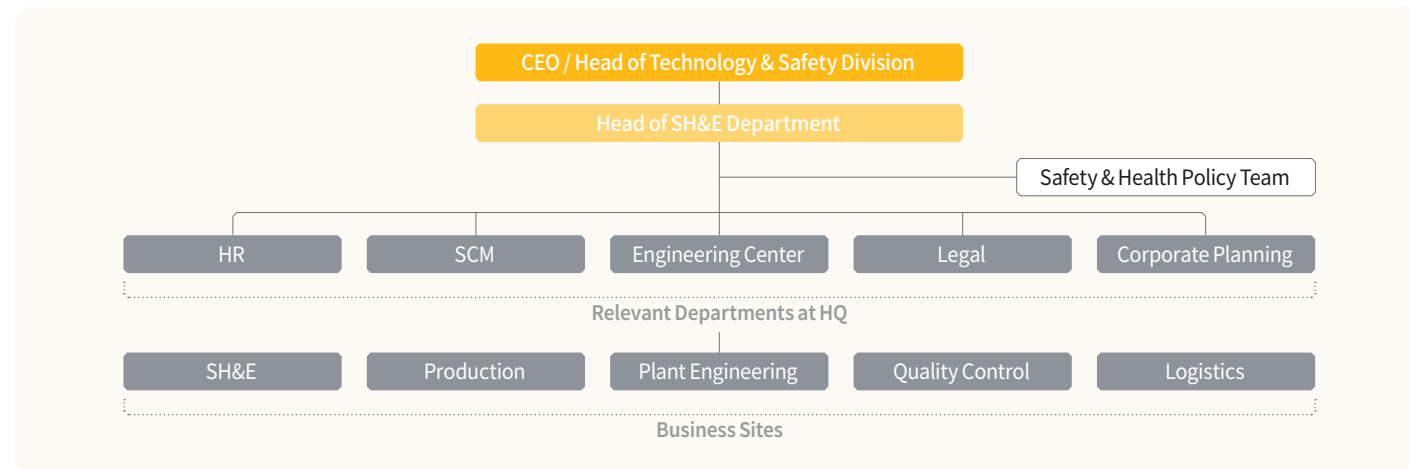 CEO / Head of Technology & Safety Division
Head of SH&E Department
Safety & Health Policy Team
HR
SCM
Engineering Center
Legal
Corporate Planning
Relevant Departments at HQ
SH&E
Production
Plant Engineering
Quality Control
Logistics
Business Sites